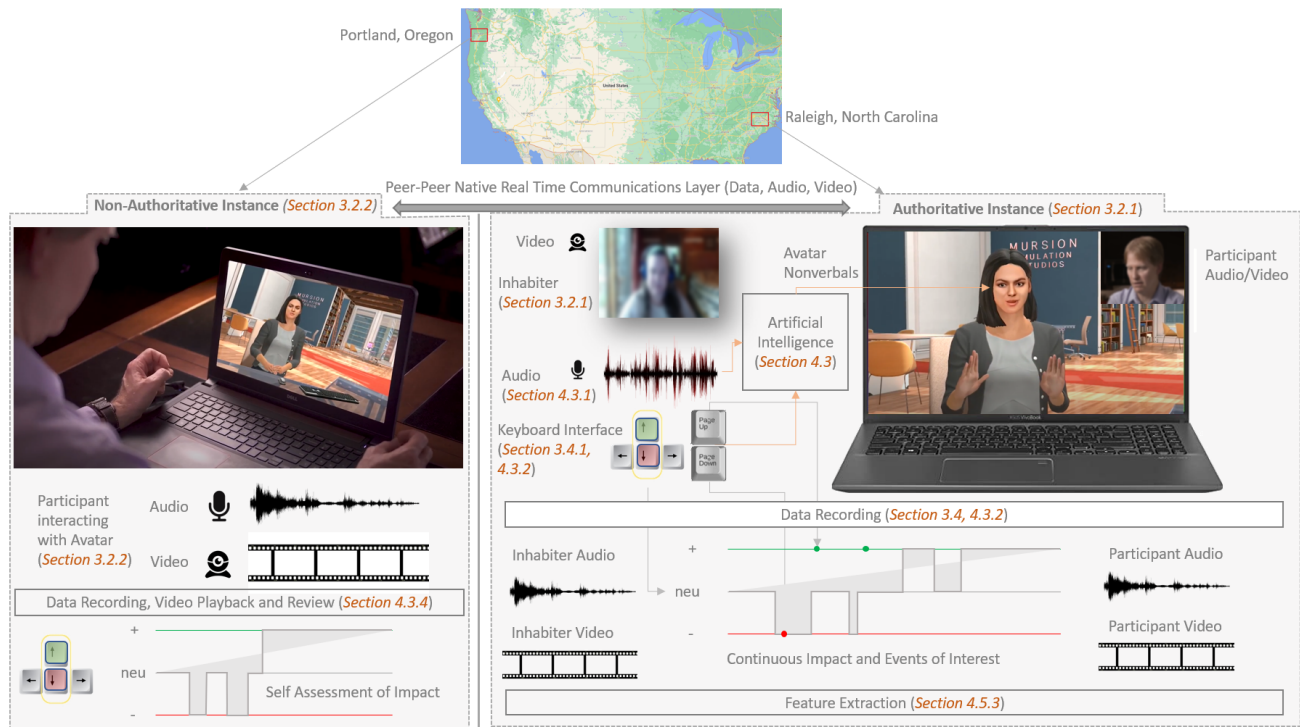 Portland, Oregon
United States
Raleigh, North Carolina
Peer-Peer Native Real Time Communications Layer (Data, Audio, Video)
Non-Authoritative Instance (Section 3.2.2)
Authoritative Instance (Section 3.2.1)
Participant
interacting
with Avatar
(Section 3.2.2)
Audio
Video
Data Recording, Video Playback and Review (Section 4.3.4)
+
neu
-
↑
← ↓ →
Self Assessment of Impact
Video
Inhabiter
(Section 3.2.1)
Audio
(Section 4.3.1)
Keyboard Interface
(Section 3.4.1,
4.3.2)
↑
← ↓ →
Page
Up
Page
Down
Avatar
Nonverbals
Artificial
Intelligence
(Section 4.3)
MURSION
SIMULATION
STUDIOS
Participant
Audio/Video
Data Recording (Section 3.4, 4.3.2)
Inhabiter Audio
Inhabiter Video
+
neu
-
Continuous Impact and Events of Interest
Participant Audio
Participant Video
Feature Extraction (Section 4.5.3)